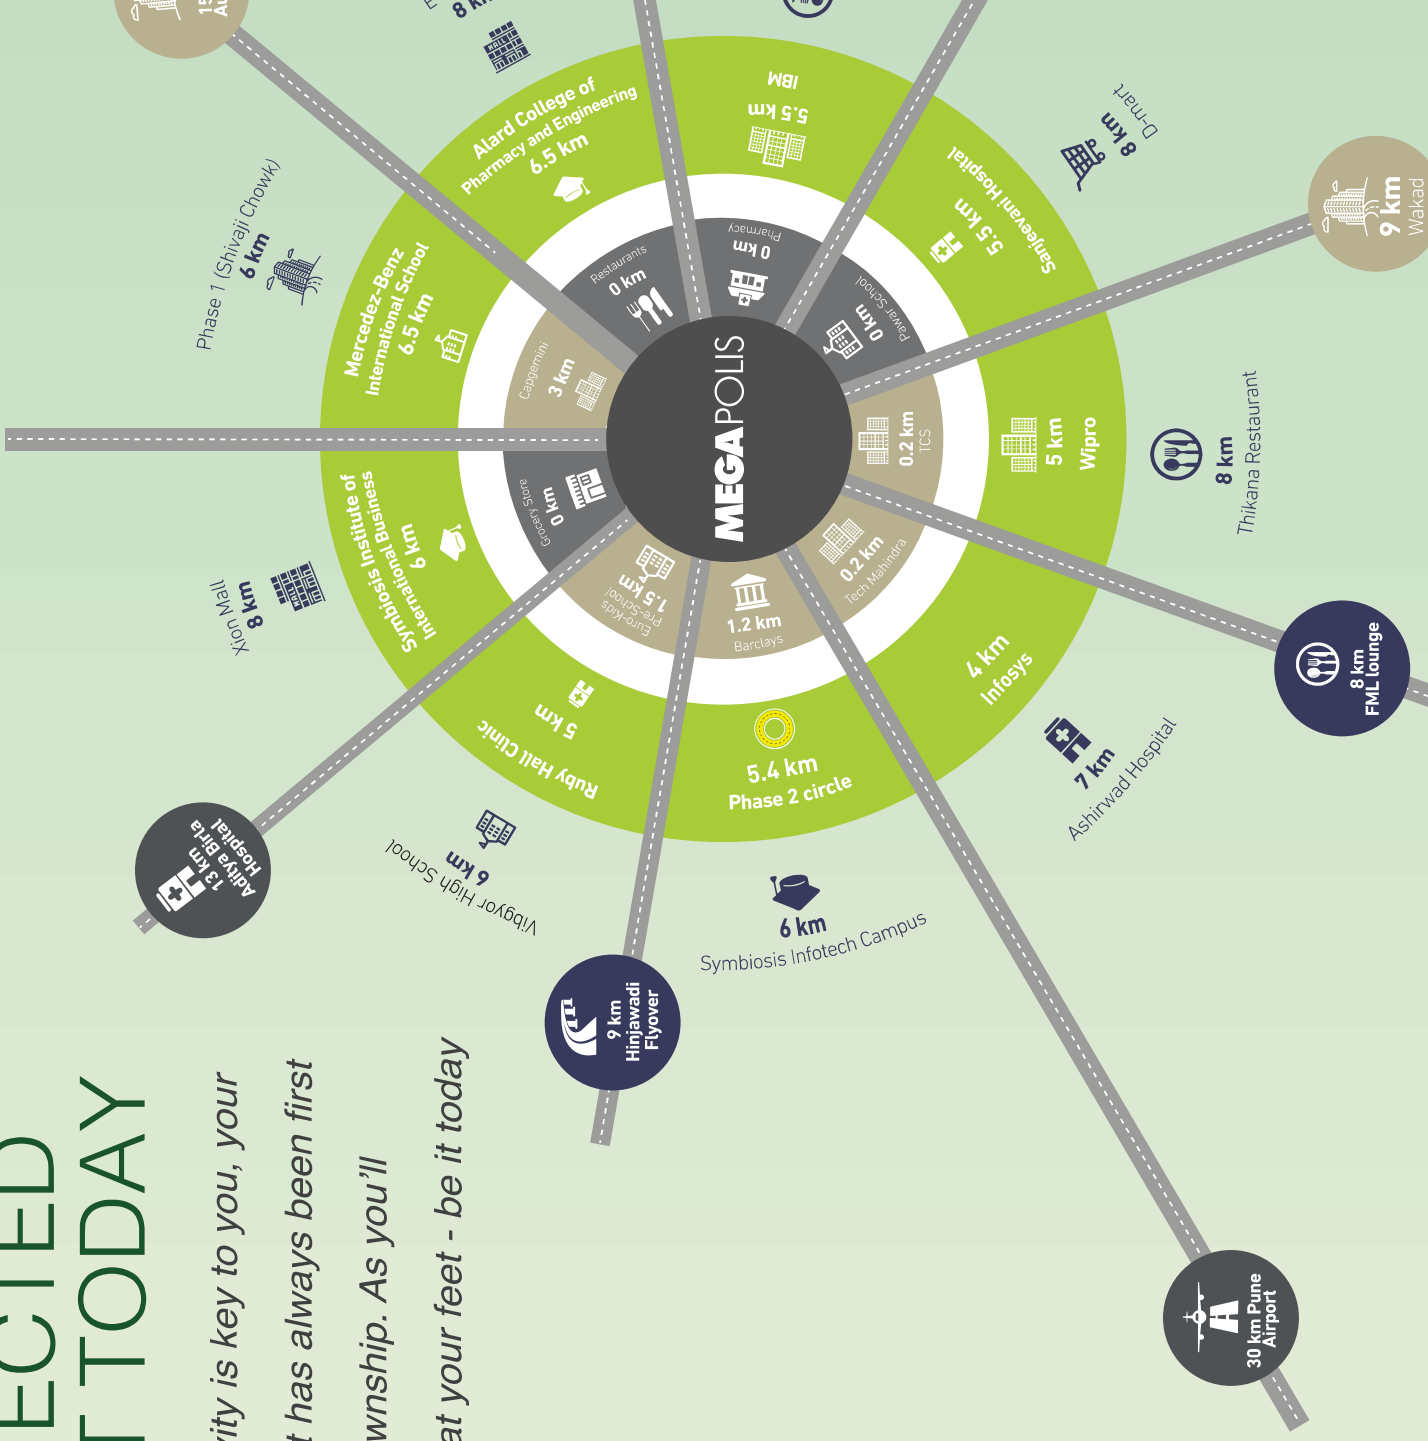 MEGAPOLIS
Restaurants
0 km
Pharmacy
0 km
Pawar School
0 km
0.2 km
TCS
0.2 km
Tech Mahindra
1.2 km
Barclays
1.5 km
Euro-Kids
Pre-School
Grocery Store
0 km
Capgemini
3 km
Alard College of
Pharmacy and Engineering
6.5 km
IBM
5.5 km
Sanjeevani Hospital
5.5 km
5 km
Wipro
4 km
Infosys
5.4 km
Phase 2 circle
5 km
Ruby Hall Clinic
Symbiosis Institute of
International Business
6 km
Mercedez-Benz
International School
6.5 km
8 km
D-mart
8 km
9 km
Wakad
8 km
Thikana Restaurant
8 km
FML lounge
7 km
Ashirwad Hospital
30 km Pune
Airport
6 km
Symbiosis Infotech Campus
9 km
Hinjawadi
Flyover
6 km
Vibgyor High School
13 km
Aditya Birla
Hospital
Xion Mall
8 km
MALL
Phase 1 (Shivaji Chowk)
6 km
MALL
15
Au
ECTED
T TODAY
vity is key to you, your
t has always been first
wnship. As you'll
at your feet - be it today